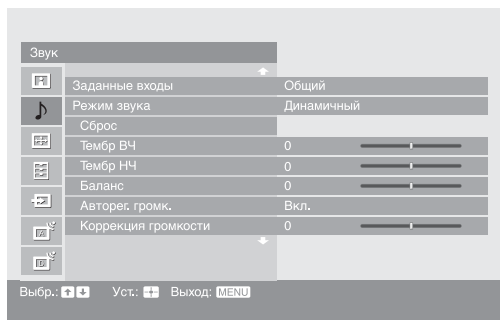 Звук
Заданные входы Общий
Режим звука Динамичный
Сброс
Тембр ВЧ 0
Тембр НЧ 0
Баланс 0
Авторег. громк. Вкл.
Коррекция громкости 0
Выбр.: Уст.: Выход: MENU